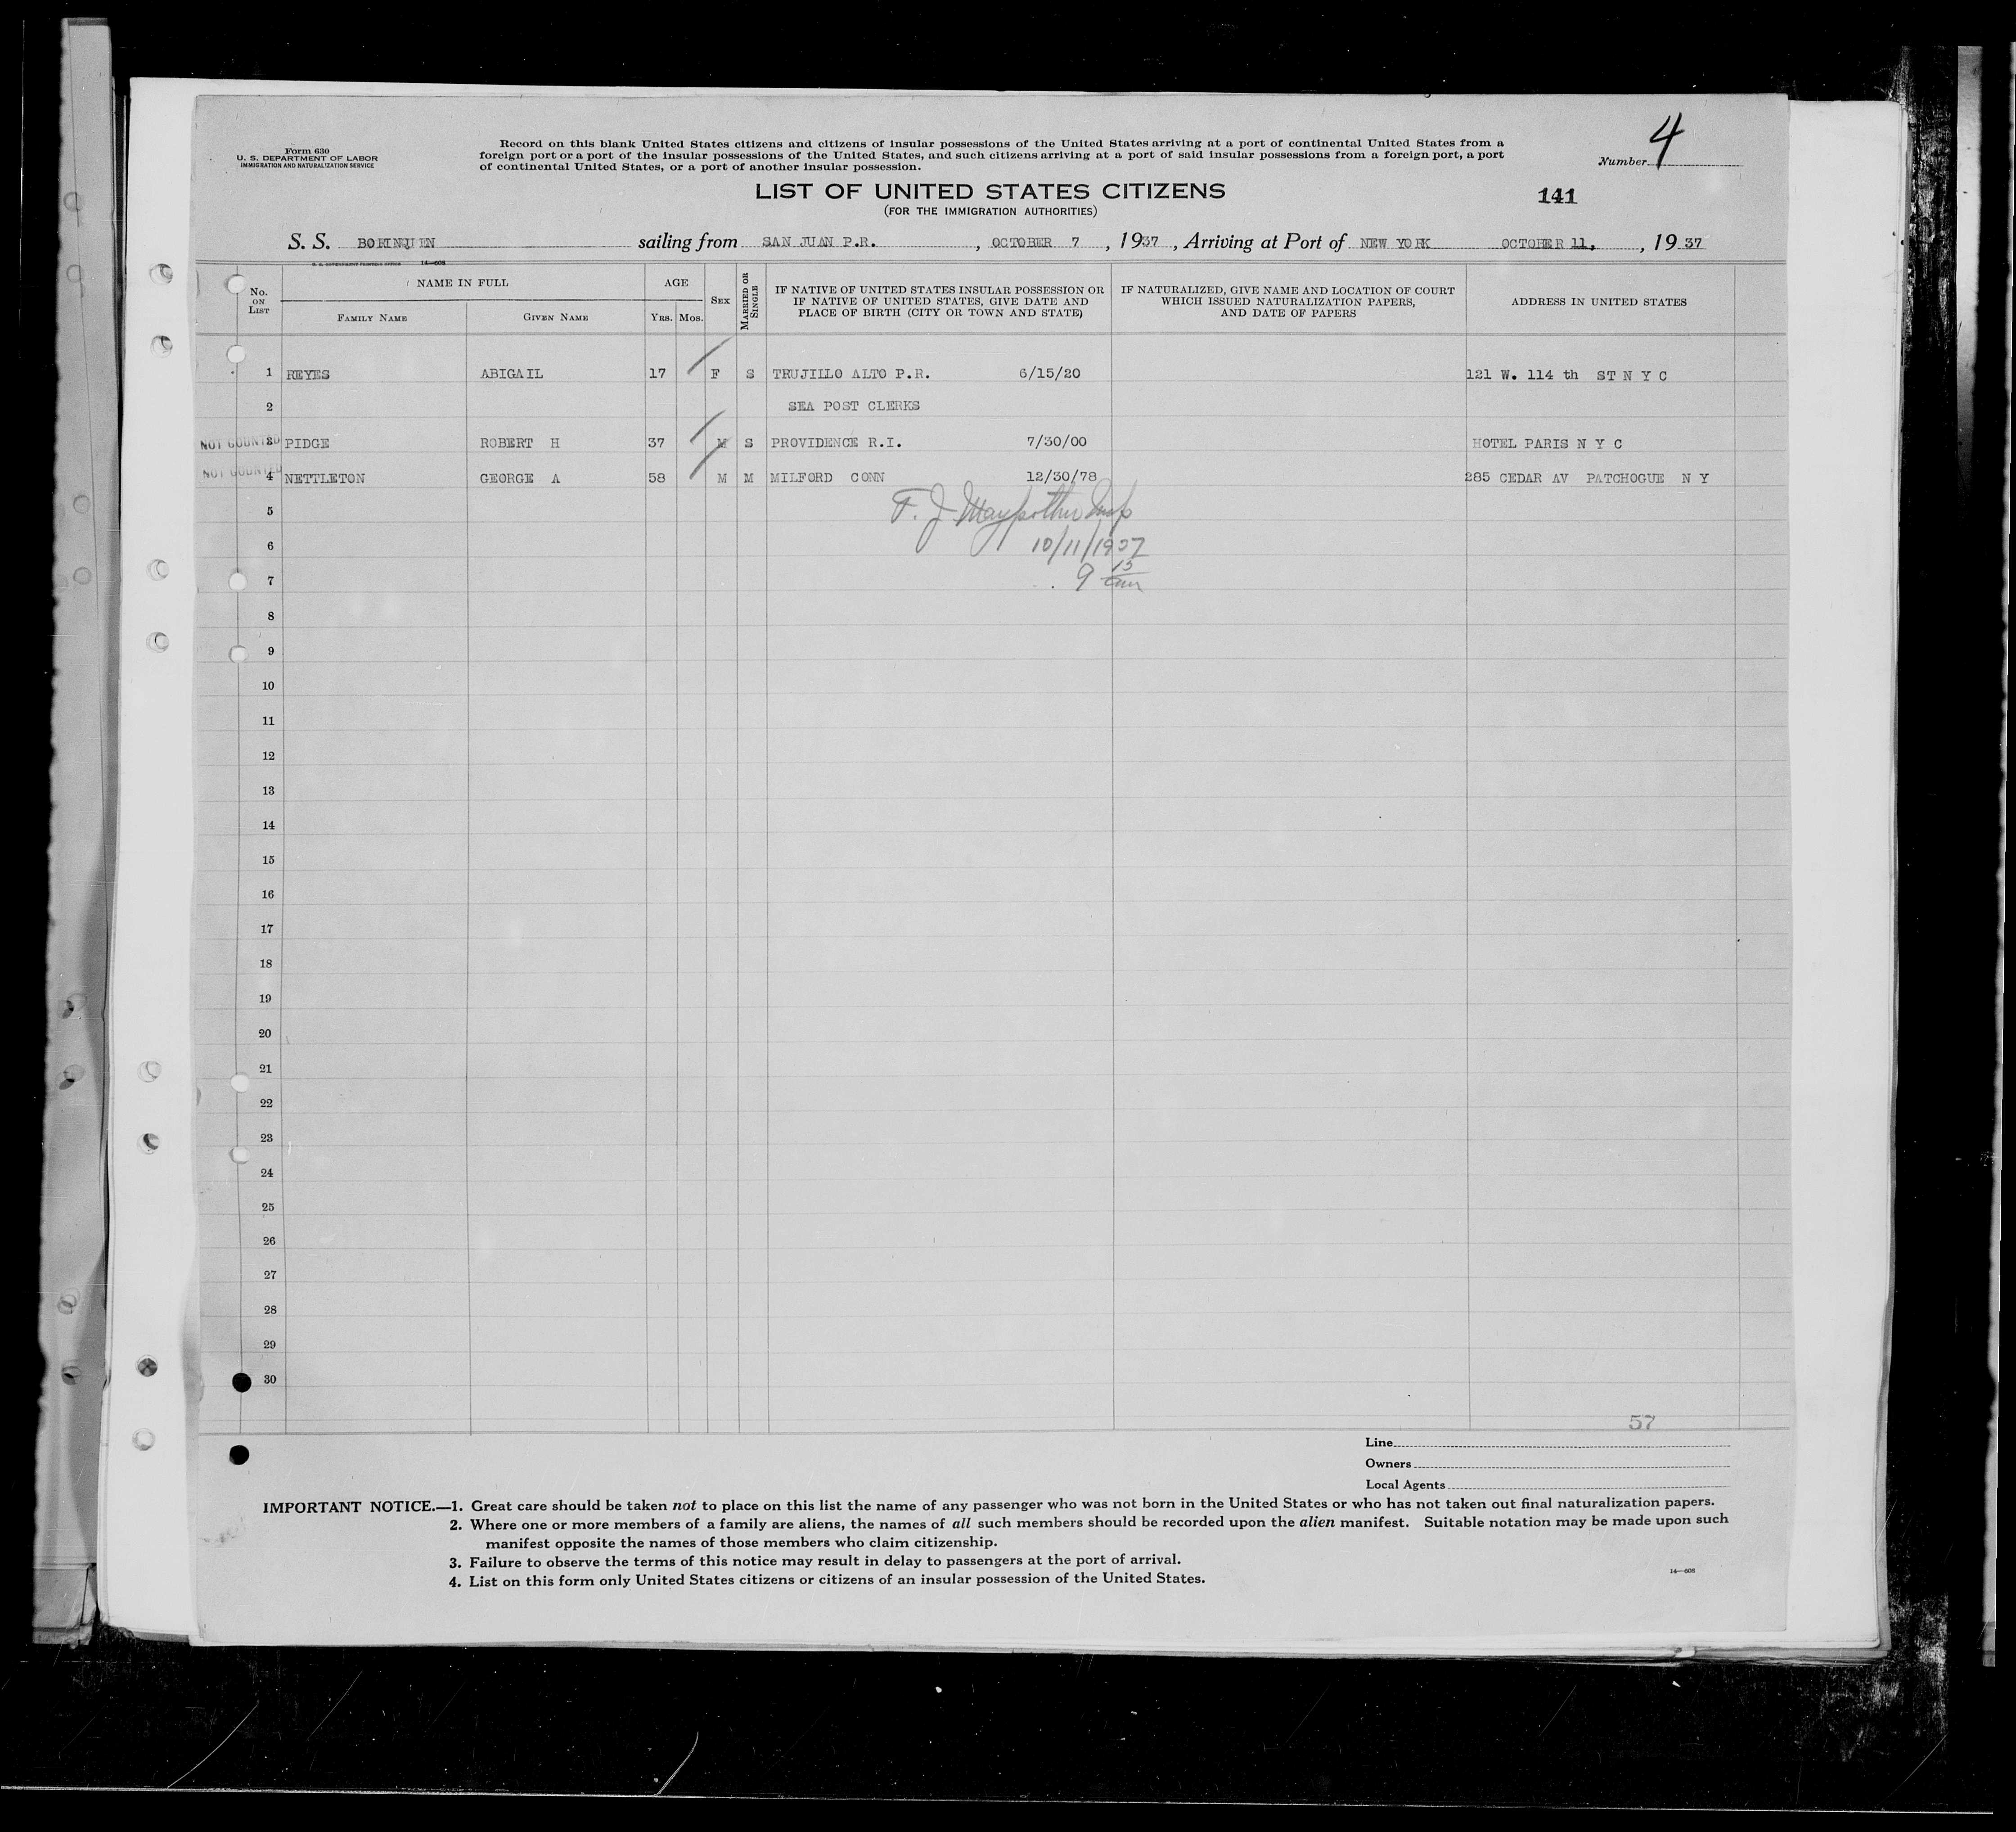 Form 630
U. S. DEPARTMENT OF LABOR
IMMIGRATION AND NATURALIZATION SERVICE
Record on this blank United States citizens and citizens of insular possessions of the United States arriving at a port of continental United States from a
foreign port or a port of the insular possessions of the United States, and such citizens arriving at a port of said insular possessions from a foreign port, a port
of continental United States, or a port of another insular possession.
Number 4
LIST OF UNITED STATES CITIZENS
(FOR THE IMMIGRATION AUTHORITIES)
141
S. S. BORINQUEN sailing from SAN JUAN P.R. , OCTOBER 7 , 1937 , Arriving at Port of NEW YORK OCTOBER 11, , 19 37
U. S. GOVERNMENT PRINTING OFFICE 14—608
No. ON LIST
NAME IN FULL
FAMILY NAME
GIVEN NAME
AGE
YRS. MOS.
SEX
MARRIED OR SINGLE
IF NATIVE OF UNITED STATES INSULAR POSSESSION OR
IF NATIVE OF UNITED STATES, GIVE DATE AND
PLACE OF BIRTH (CITY OR TOWN AND STATE)
IF NATURALIZED, GIVE NAME AND LOCATION OF COURT
WHICH ISSUED NATURALIZATION PAPERS,
AND DATE OF PAPERS
ADDRESS IN UNITED STATES
1 REYES ABIGAIL 17 F S TRUJILLO ALTO P.R. 6/15/20 121 W. 114 th ST N Y C
2 SEA POST CLERKS
NOT COUNTED 3 PIDGE ROBERT H 37 M S PROVIDENCE R.I. 7/30/00 HOTEL PARIS N Y C
NOT COUNTED 4 NETTLETON GEORGE A 58 M M MILFORD CONN 12/30/78 285 CEDAR AV PATCHOGUE N Y
5 F. J. Insp
6 10/11/1937
7 9 15 am
8
9
10
11
12
13
14
15
16
17
18
19
20
21
22
23
24
25
26
27
28
29
30
57
Line
Owners
Local Agents
IMPORTANT NOTICE.—1. Great care should be taken not to place on this list the name of any passenger who was not born in the United States or who has not taken out final naturalization papers.
2. Where one or more members of a family are aliens, the names of all such members should be recorded upon the alien manifest. Suitable notation may be made upon such
manifest opposite the names of those members who claim citizenship.
3. Failure to observe the terms of this notice may result in delay to passengers at the port of arrival.
4. List on this form only United States citizens or citizens of an insular possession of the United States.
14—608